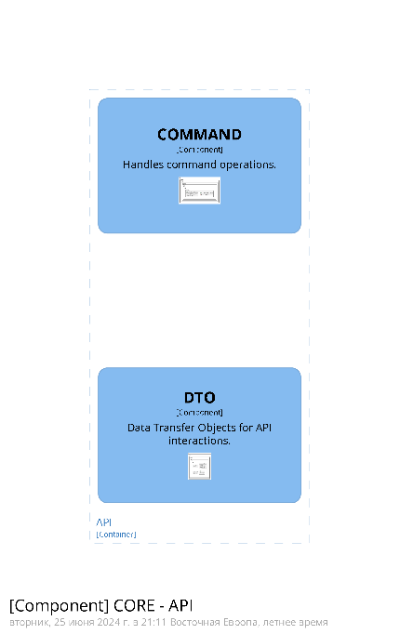 COMMAND
[Component]
Handles command operations.
DTO
[Component]
Data Transfer Objects for API
interactions.
API
[Container]
[Component] CORE - API
вторник, 25 июня 2024 г. в 21:11 Восточная Европа, летнее время